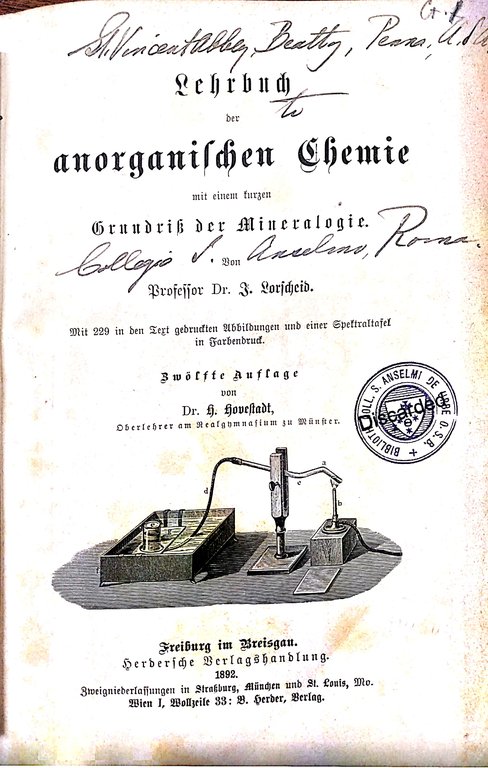 G. f.
St. Vincent Abbey, Beatty, Penna, U.S.A
Lehrbuch
to
der
anorganiſchen Chemie
mit einem kurzen
Grundriß der Mineralogie.
Collegio S. Anselmo, Roma.
Von
Profeſſor Dr. J. Lorſcheid.
Mit 229 in den Text gedruckten Abbildungen und einer Spektraltafel
in Farbendruck.
Zwölfte Auflage
von
Dr. H. Hoveſtadt,
Oberlehrer am Realgymnaſium zu Münſter.
BIBLIOTH. COLL. S. ANSELMI DE URBE O. S. B.
Discarded
d
c
a
b
Freiburg im Breisgau.
Herderſche Verlagshandlung.
1892.
Zweigniederlaſſungen in Straßburg, München und St. Louis, Mo.
Wien I, Wollzeile 33: B. Herder, Verlag.